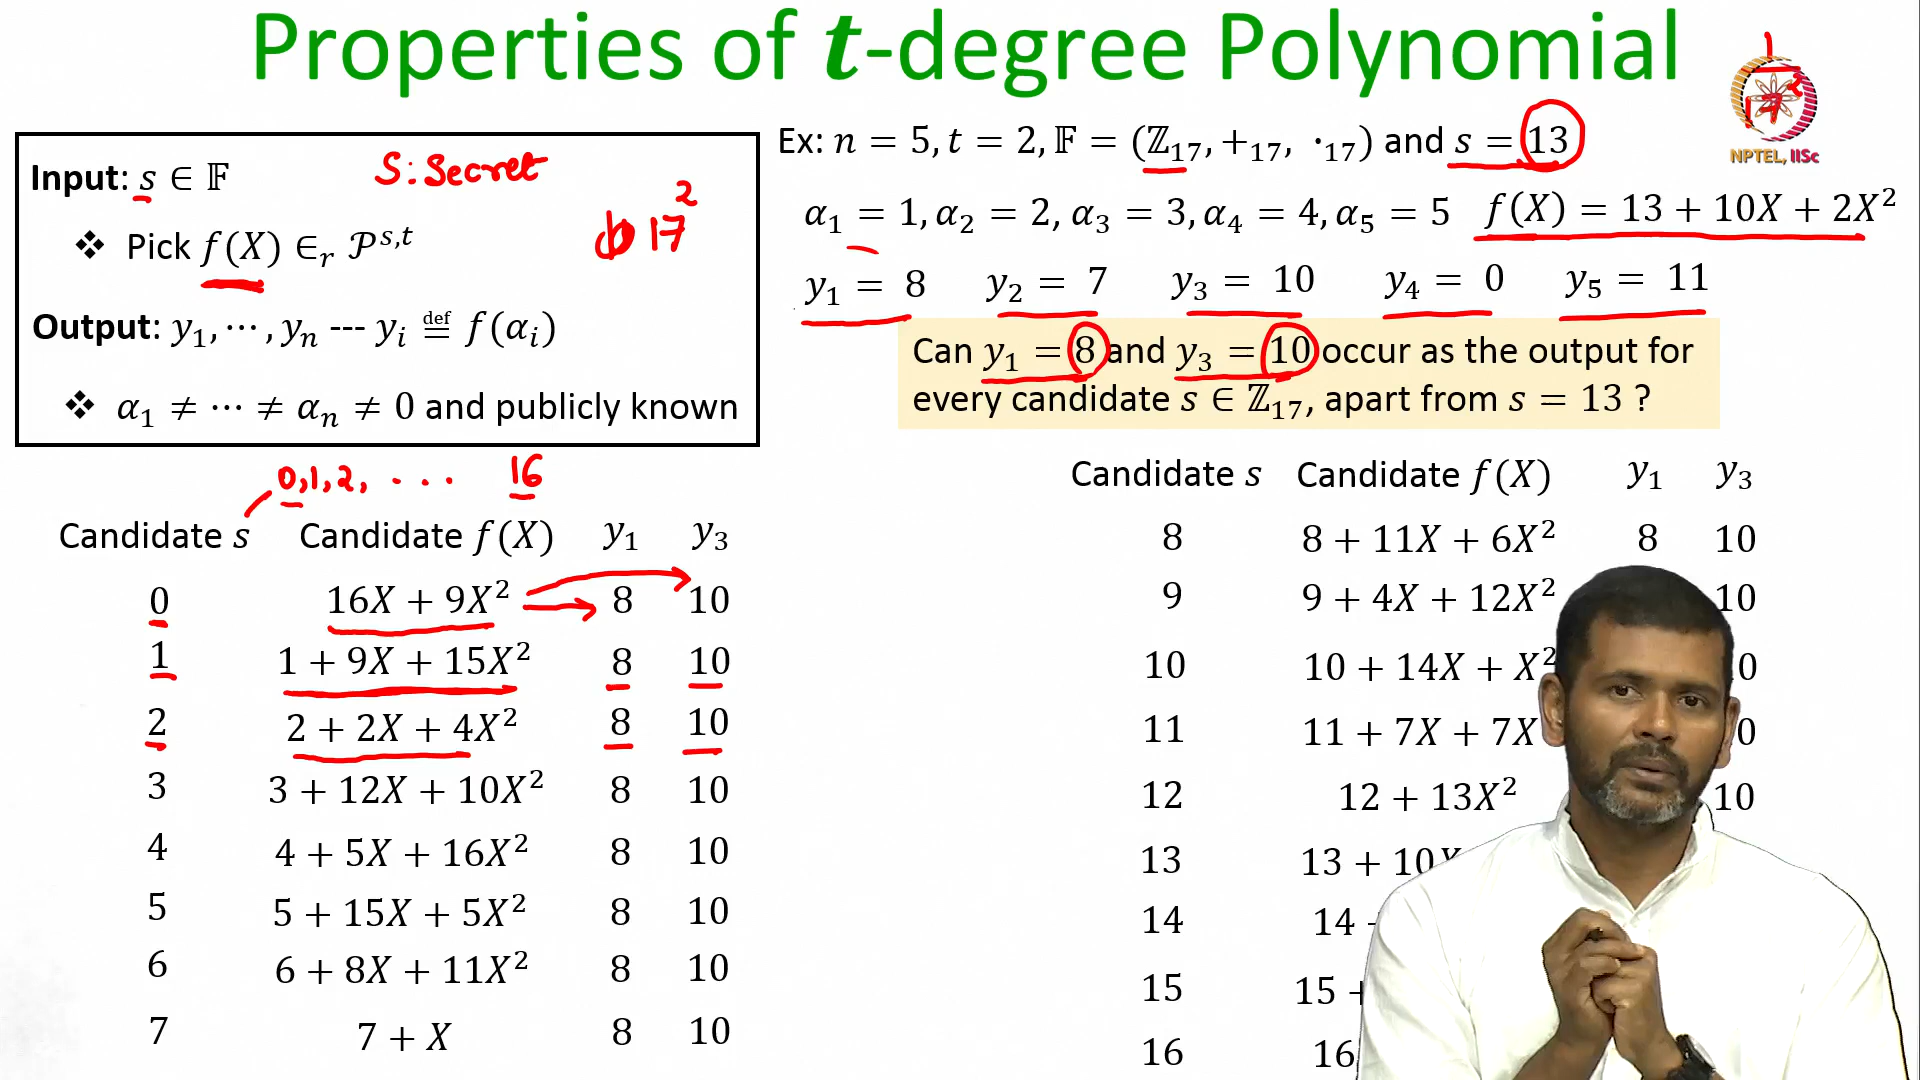 Properties of t-degree Polynomial
NPTEL, IISc
Input: s ∈ 𝔽
S: Secret
❖ Pick f(X) ∈ᵣ 𝒫^{s,t}
17²
Output: y₁, ⋯, yₙ --- yᵢ ≝ f(αᵢ)
❖ α₁ ≠ ⋯ ≠ αₙ ≠ 0 and publicly known
Ex: n = 5, t = 2, 𝔽 = (ℤ₁₇, +₁₇, ·₁₇) and s = 13
α₁ = 1, α₂ = 2, α₃ = 3, α₄ = 4, α₅ = 5 f(X) = 13 + 10X + 2X²
y₁ = 8 y₂ = 7 y₃ = 10 y₄ = 0 y₅ = 11
Can y₁ = 8 and y₃ = 10 occur as the output for
every candidate s ∈ ℤ₁₇, apart from s = 13 ?
0, 1, 2, ... 16
Candidate s Candidate f(X) y₁ y₃
0 16X + 9X² 8 10
1 1 + 9X + 15X² 8 10
2 2 + 2X + 4X² 8 10
3 3 + 12X + 10X² 8 10
4 4 + 5X + 16X² 8 10
5 5 + 15X + 5X² 8 10
6 6 + 8X + 11X² 8 10
7 7 + X 8 10
Candidate s Candidate f(X) y₁ y₃
8 8 + 11X + 6X² 8 10
9 9 + 4X + 12X² 10
10 10 + 14X + X² 0
11 11 + 7X + 7X 0
12 12 + 13X² 10
13 13 + 10X
14 14
15 15 +
16 16